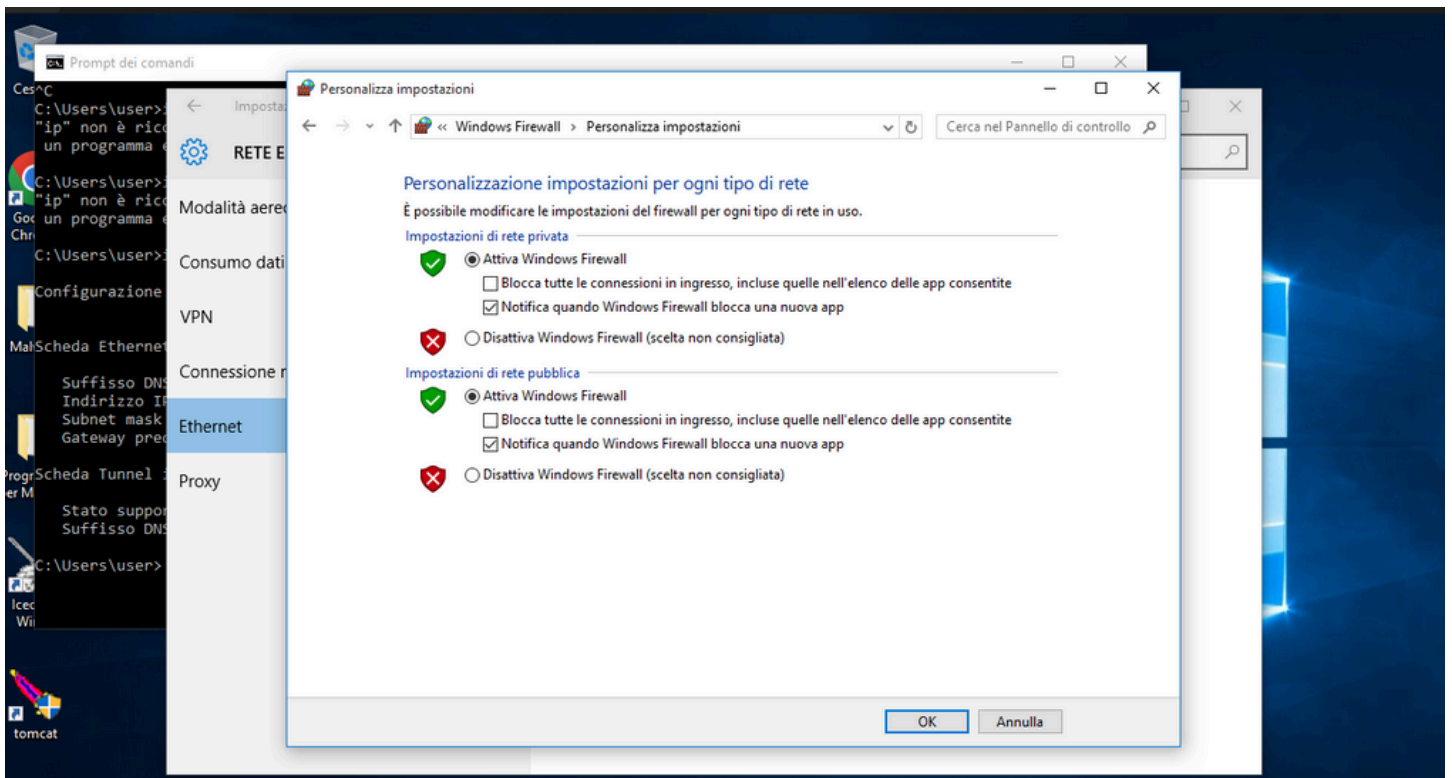 Prompt dei comandi
^C
C:\Users\user>
"ip" non è
un programma
C:\Users\user>
"ip" non è
un programma
C:\Users\user>
Configurazione
Scheda Ethernet
Suffisso DNS
Indirizzo
Subnet mask
Gateway
Scheda Tunnel
Stato
Suffisso DNS
C:\Users\user>
tomcat
RETE E
Modalità
Consumo dati
VPN
Connessione
Ethernet
Proxy
Personalizza impostazioni
« Windows Firewall > Personalizza impostazioni
Cerca nel Pannello di controllo
Personalizzazione impostazioni per ogni tipo di rete
È possibile modificare le impostazioni del firewall per ogni tipo di rete in uso.
Impostazioni di rete privata
Attiva Windows Firewall
Blocca tutte le connessioni in ingresso, incluse quelle nell'elenco delle app consentite
Notifica quando Windows Firewall blocca una nuova app
Disattiva Windows Firewall (scelta non consigliata)
Impostazioni di rete pubblica
Attiva Windows Firewall
Blocca tutte le connessioni in ingresso, incluse quelle nell'elenco delle app consentite
Notifica quando Windows Firewall blocca una nuova app
Disattiva Windows Firewall (scelta non consigliata)
OK
Annulla